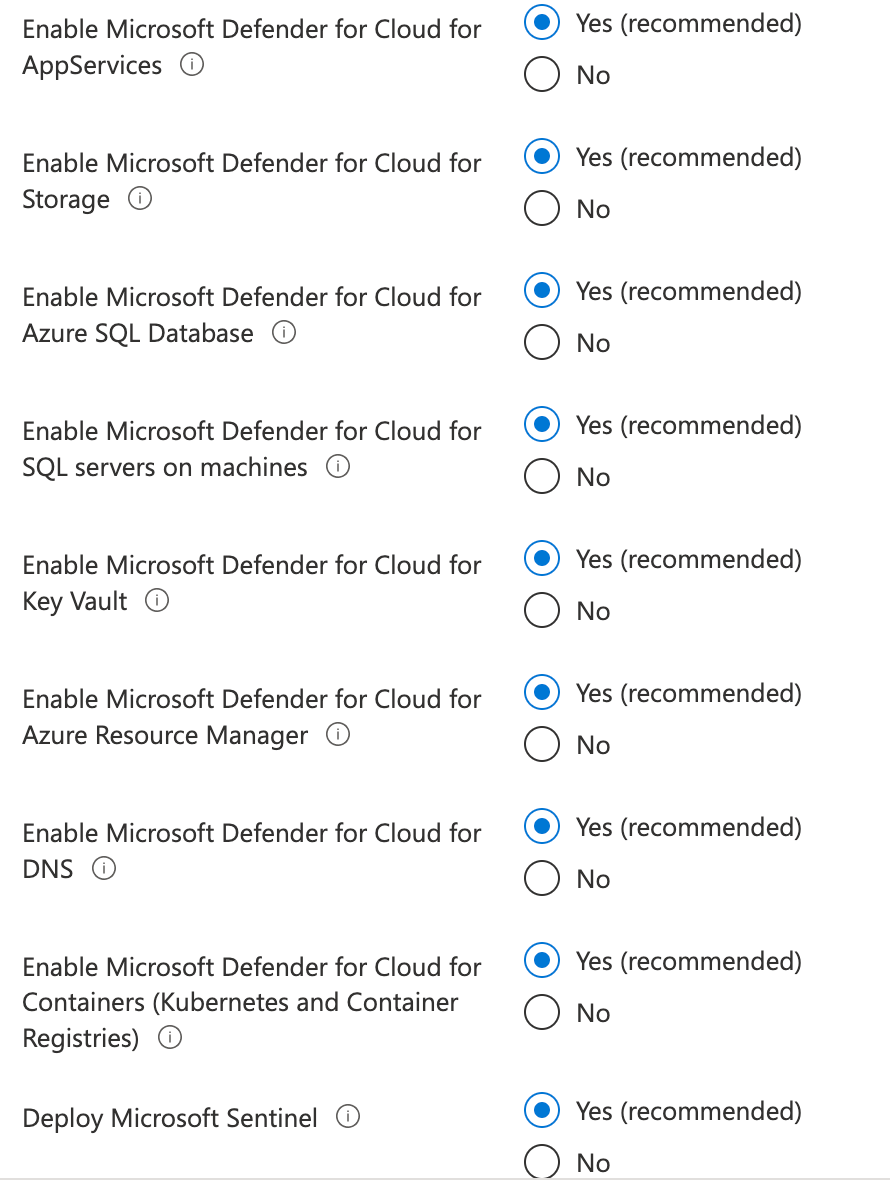 Enable Microsoft Defender for Cloud for
AppServices
Yes (recommended)
No
Enable Microsoft Defender for Cloud for
Storage
Yes (recommended)
No
Enable Microsoft Defender for Cloud for
Azure SQL Database
Yes (recommended)
No
Enable Microsoft Defender for Cloud for
SQL servers on machines
Yes (recommended)
No
Enable Microsoft Defender for Cloud for
Key Vault
Yes (recommended)
No
Enable Microsoft Defender for Cloud for
Azure Resource Manager
Yes (recommended)
No
Enable Microsoft Defender for Cloud for
DNS
Yes (recommended)
No
Enable Microsoft Defender for Cloud for
Containers (Kubernetes and Container
Registries)
Yes (recommended)
No
Deploy Microsoft Sentinel
Yes (recommended)
No